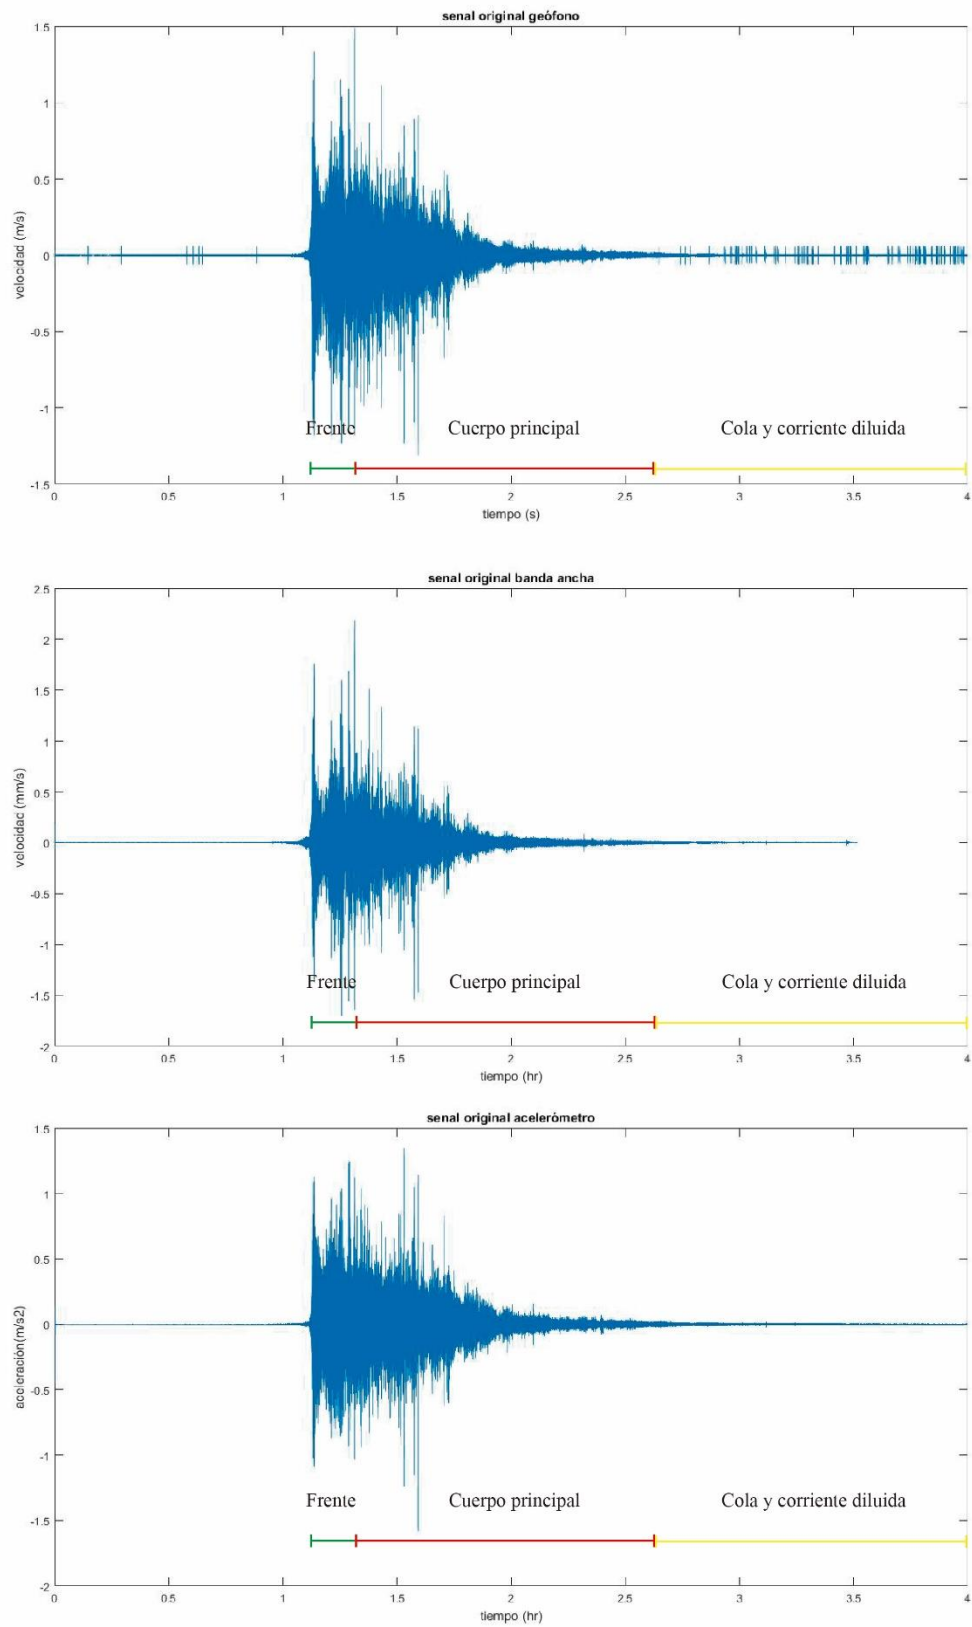 senal original geófono
1.5
1
0.5
0
-0.5
-1
-1.5
volocidad (m/s)
Frente Cuerpo principal Cola y corriente diluida
0 0.5 1 1.5 2 2.5 3 3.5 4
tiempo (s)
senal original banda ancha
2.5
2
1.5
1
0.5
0
-0.5
-1
-1.5
-2
velocidad (mm/s)
Frente Cuerpo principal Cola y corriente diluida
0 0.5 1 1.5 2 2.5 3 3.5 4
tiempo (hr)
senal original acelerómetro
1.5
1
0.5
0
-0.5
-1
-1.5
-2
aceleración(m/s2)
Frente Cuerpo principal Cola y corriente diluida
0 0.5 1 1.5 2 2.5 3 3.5 4
tiempo (hr)